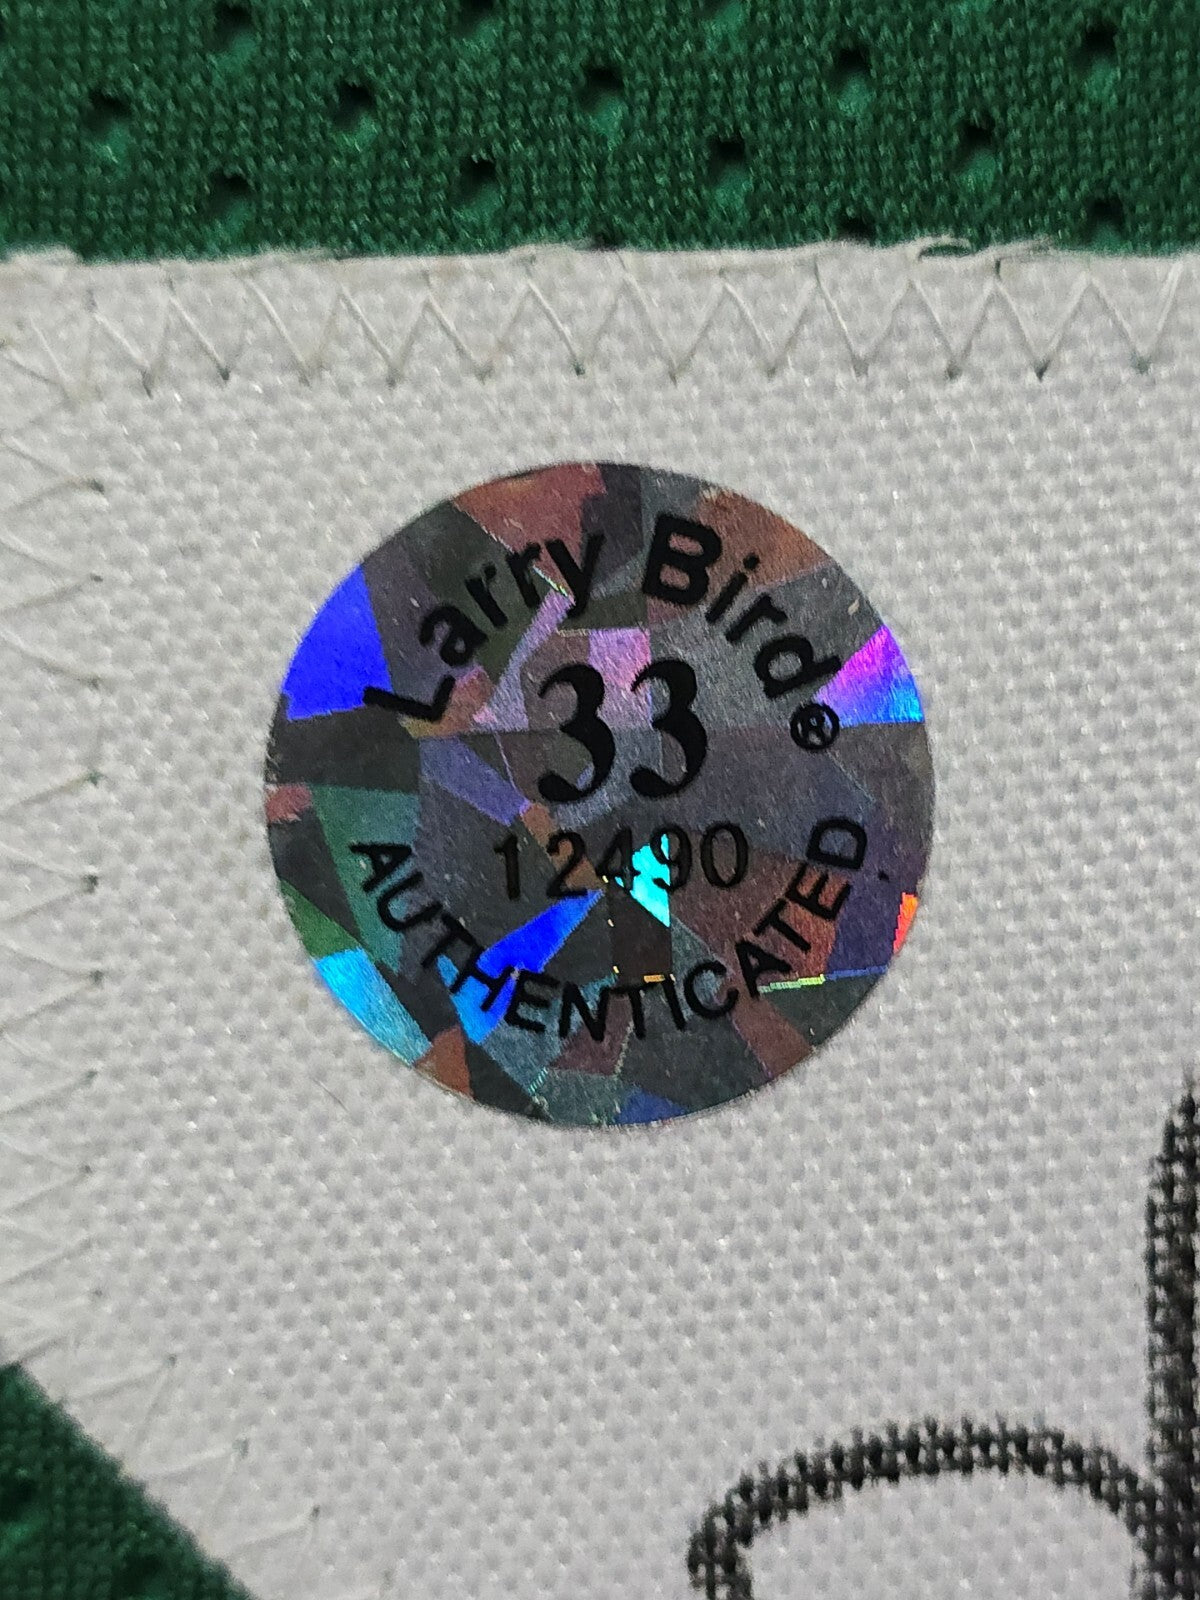 Larry Bird®
33
12490
AUTHENTICATED